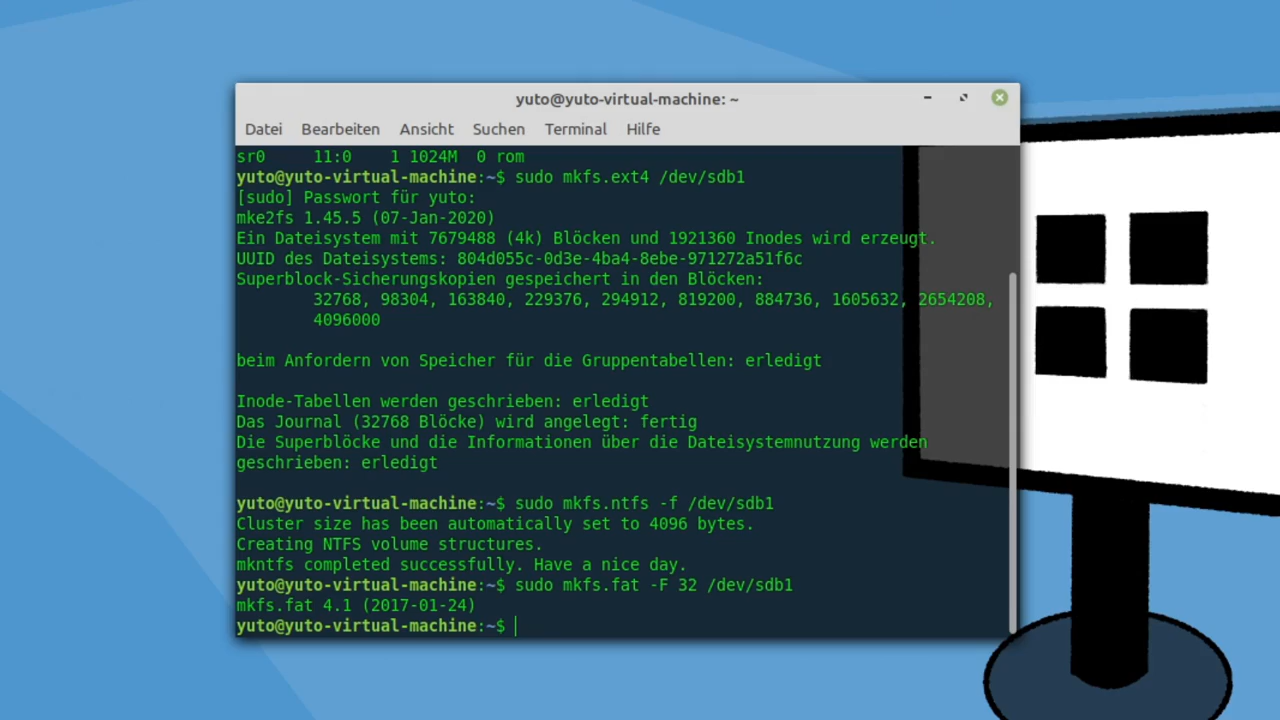 yuto@yuto-virtual-machine: ~
Datei Bearbeiten Ansicht Suchen Terminal Hilfe
sr0     11:0    1 1024M  0 rom
yuto@yuto-virtual-machine:~$ sudo mkfs.ext4 /dev/sdb1
[sudo] Passwort für yuto:
mke2fs 1.45.5 (07-Jan-2020)
Ein Dateisystem mit 7679488 (4k) Blöcken und 1921360 Inodes wird erzeugt.
UUID des Dateisystems: 804d055c-0d3e-4ba4-8ebe-971272a51f6c
Superblock-Sicherungskopien gespeichert in den Blöcken:
        32768, 98304, 163840, 229376, 294912, 819200, 884736, 1605632, 2654208,
        4096000
beim Anfordern von Speicher für die Gruppentabellen: erledigt
Inode-Tabellen werden geschrieben: erledigt
Das Journal (32768 Blöcke) wird angelegt: fertig
Die Superblöcke und die Informationen über die Dateisystemnutzung werden
geschrieben: erledigt
yuto@yuto-virtual-machine:~$ sudo mkfs.ntfs -f /dev/sdb1
Cluster size has been automatically set to 4096 bytes.
Creating NTFS volume structures.
mkntfs completed successfully. Have a nice day.
yuto@yuto-virtual-machine:~$ sudo mkfs.fat -F 32 /dev/sdb1
mkfs.fat 4.1 (2017-01-24)
yuto@yuto-virtual-machine:~$